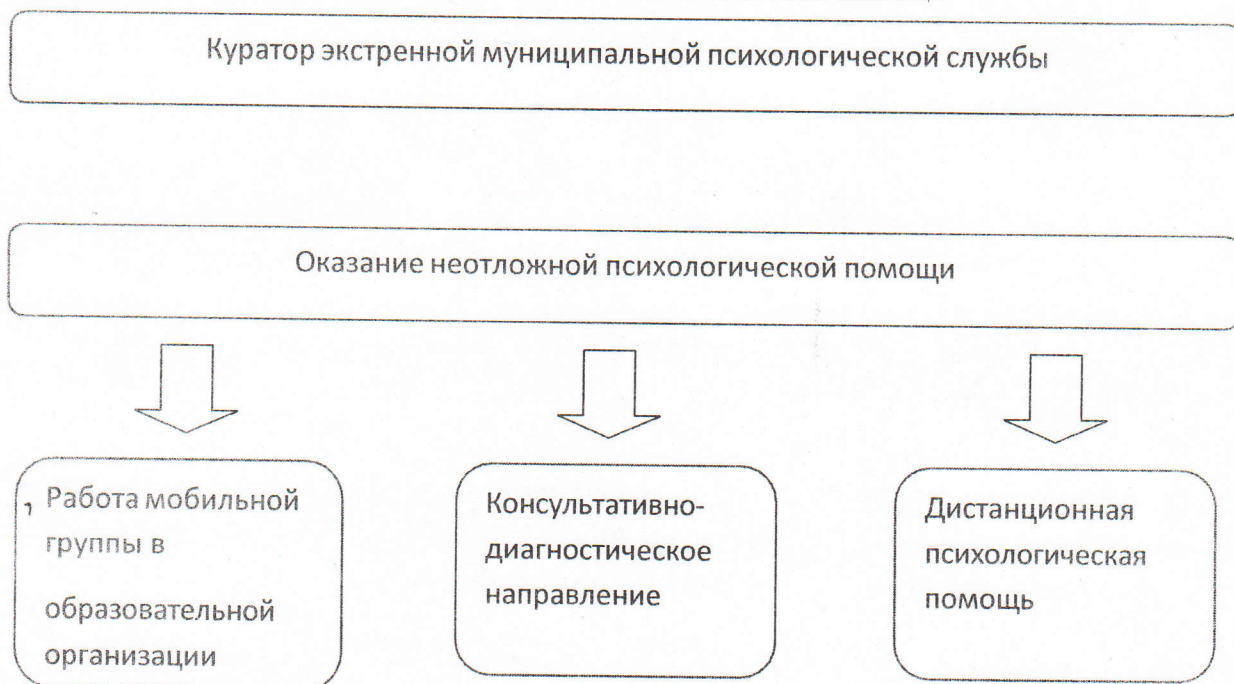 Куратор экстренной муниципальной психологической службы
Оказание неотложной психологической помощи
Работа мобильной
группы в
образовательной
организации
Консультативно-
диагностическое
направление
Дистанционная
психологическая
помощь